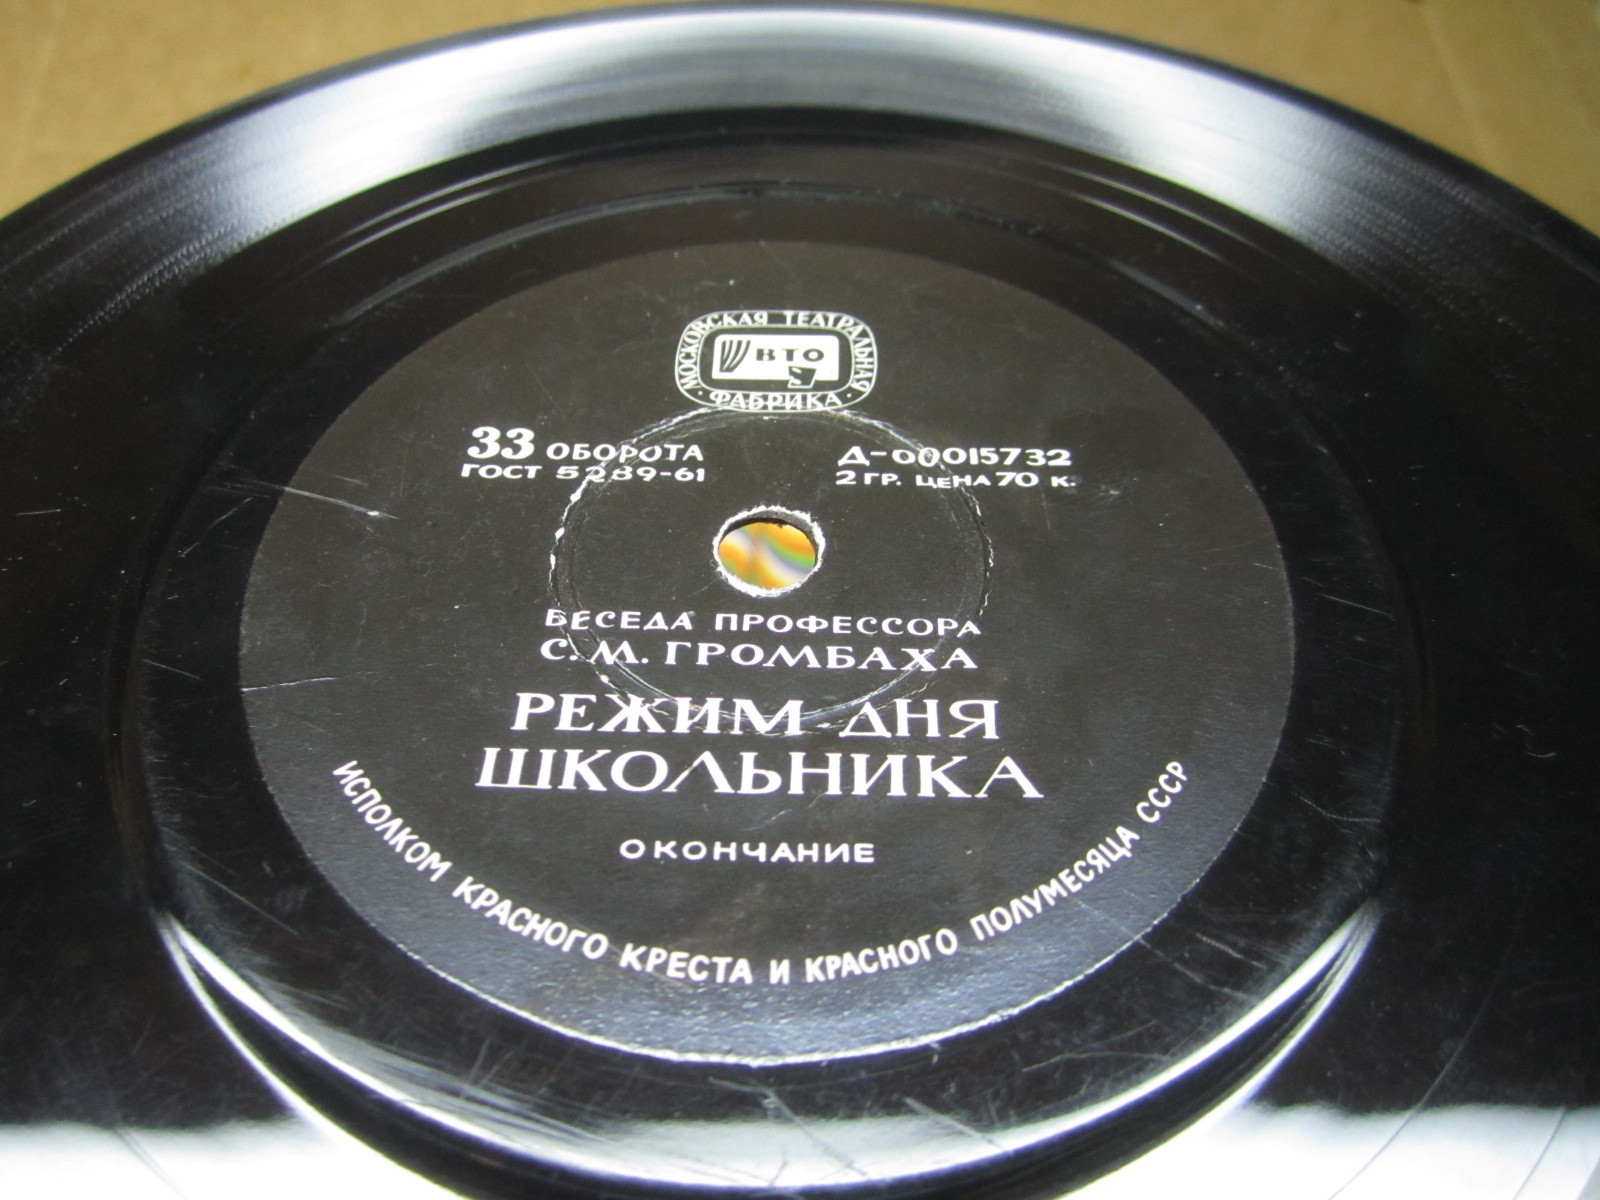 МОСКОВСКАЯ ТЕАТРАЛЬНАЯ
ВТО
· ФАБРИКА ·
33 ОБОРОТА
ГОСТ 5289-61
Д-00015732
2 ГР. ЦЕНА 70 К.
БЕСЕДА ПРОФЕССОРА
С. М. ГРОМБАХА
РЕЖИМ ДНЯ
ШКОЛЬНИКА
ОКОНЧАНИЕ
ИСПОЛКОМ КРАСНОГО КРЕСТА И КРАСНОГО ПОЛУМЕСЯЦА СССР